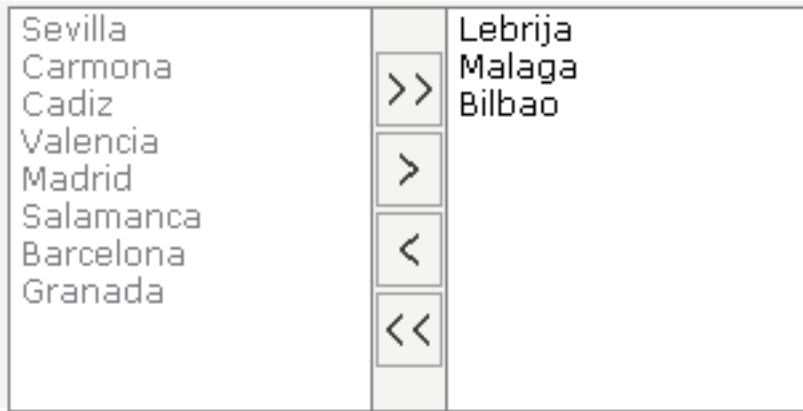 Sevilla
Carmona
Cadiz
Valencia
Madrid
Salamanca
Barcelona
Granada
>>
>
<
<<
Lebrija
Malaga
Bilbao